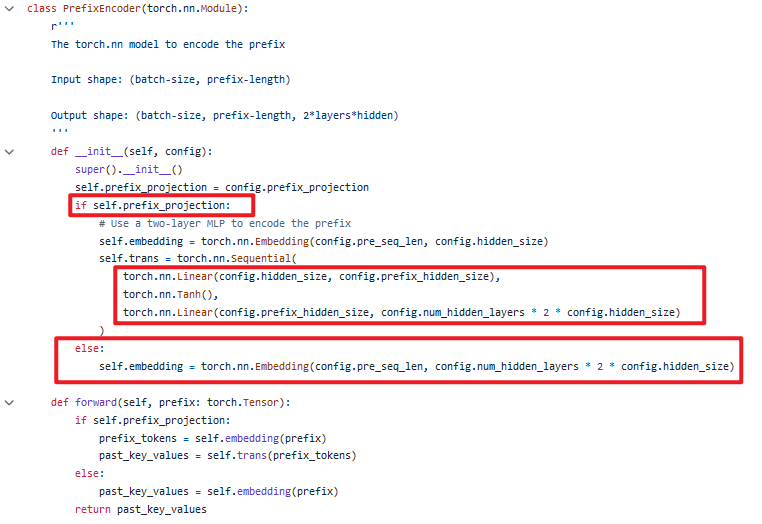 class PrefixEncoder(torch.nn.Module):
    r'''
    The torch.nn model to encode the prefix

    Input shape: (batch-size, prefix-length)

    Output shape: (batch-size, prefix-length, 2*layers*hidden)
    '''
    def __init__(self, config):
        super().__init__()
        self.prefix_projection = config.prefix_projection
        if self.prefix_projection:
            # Use a two-layer MLP to encode the prefix
            self.embedding = torch.nn.Embedding(config.pre_seq_len, config.hidden_size)
            self.trans = torch.nn.Sequential(
                torch.nn.Linear(config.hidden_size, config.prefix_hidden_size),
                torch.nn.Tanh(),
                torch.nn.Linear(config.prefix_hidden_size, config.num_hidden_layers * 2 * config.hidden_size)
            )
        else:
            self.embedding = torch.nn.Embedding(config.pre_seq_len, config.num_hidden_layers * 2 * config.hidden_size)

    def forward(self, prefix: torch.Tensor):
        if self.prefix_projection:
            prefix_tokens = self.embedding(prefix)
            past_key_values = self.trans(prefix_tokens)
        else:
            past_key_values = self.embedding(prefix)
        return past_key_values